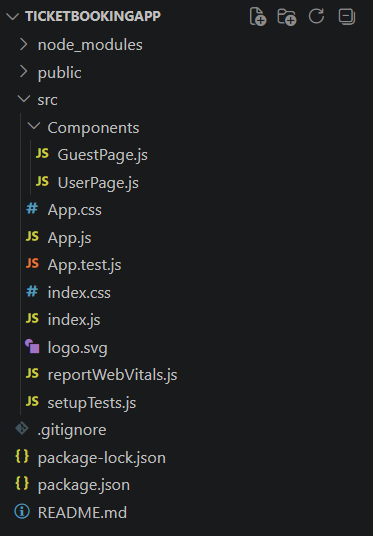 TICKETBOOKINGAPP
node_modules
public
src
Components
JS GuestPage.js
JS UserPage.js
# App.css
JS App.js
JS App.test.js
# index.css
JS index.js
logo.svg
JS reportWebVitals.js
JS setupTests.js
.gitignore
{} package-lock.json
{} package.json
README.md